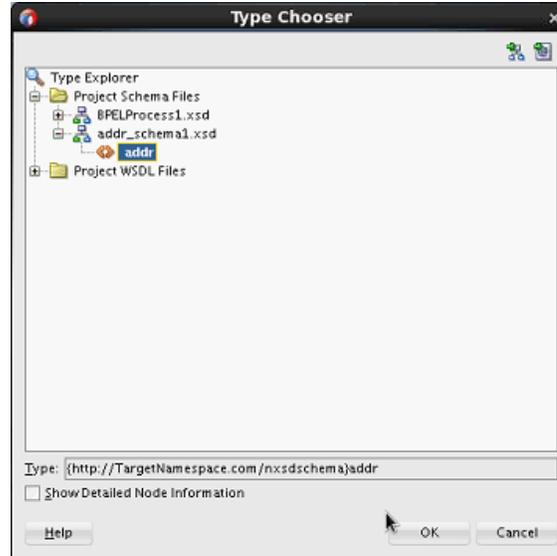 Type Chooser
Type Explorer
Project Schema Files
BPELProcess1.xsd
addr_schema1.xsd
addr
Project WSDL Files
Type: {http://TargetNamespace.com/nxsdschema}addr
Show Detailed Node Information
Help OK Cancel